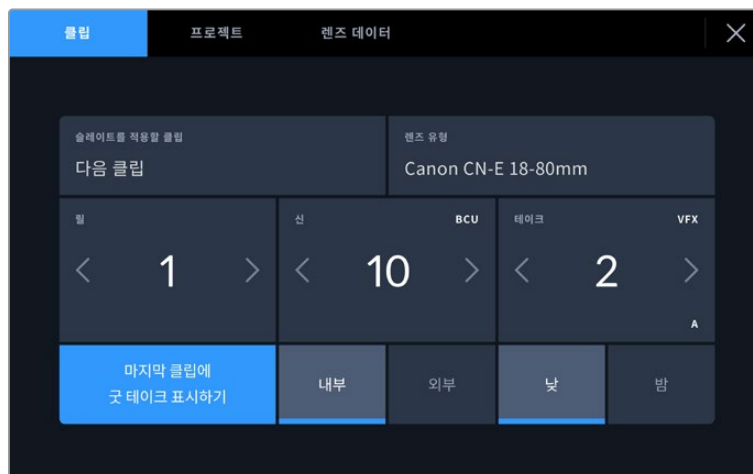 클립 프로젝트 렌즈 데이터
슬레이트를 적용할 클립 렌즈 유형
다음 클립 Canon CN-E 18-80mm
릴 신 BCU 테이크 VFX
1 10 2
A
마지막 클립에
굿 테이크 표시하기
내부 외부 낮 밤